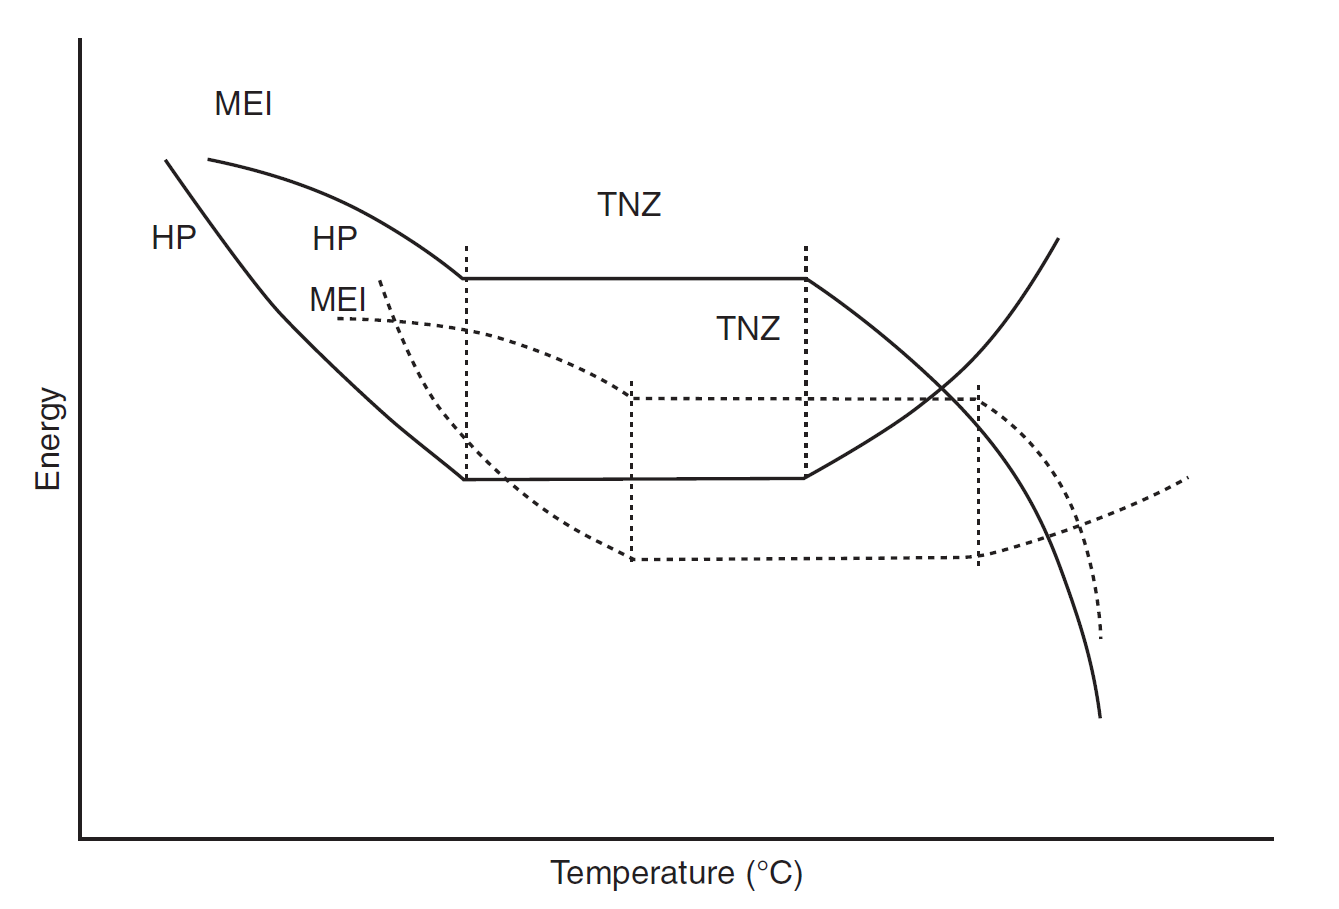 MEI
TNZ
HP
HP
MEI
TNZ
Energy
Temperature (°C)